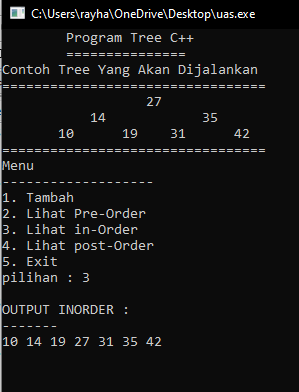 C:\Users\rayha\OneDrive\Desktop\uas.exe
Program Tree C++
==============
Contoh Tree Yang Akan Dijalankan
=================================
27
14 35
10 19 31 42
=================================
Menu
-------------------
1. Tambah
2. Lihat Pre-Order
3. Lihat in-Order
4. Lihat post-Order
5. Exit
pilihan : 3
OUTPUT INORDER :
-------
10 14 19 27 31 35 42